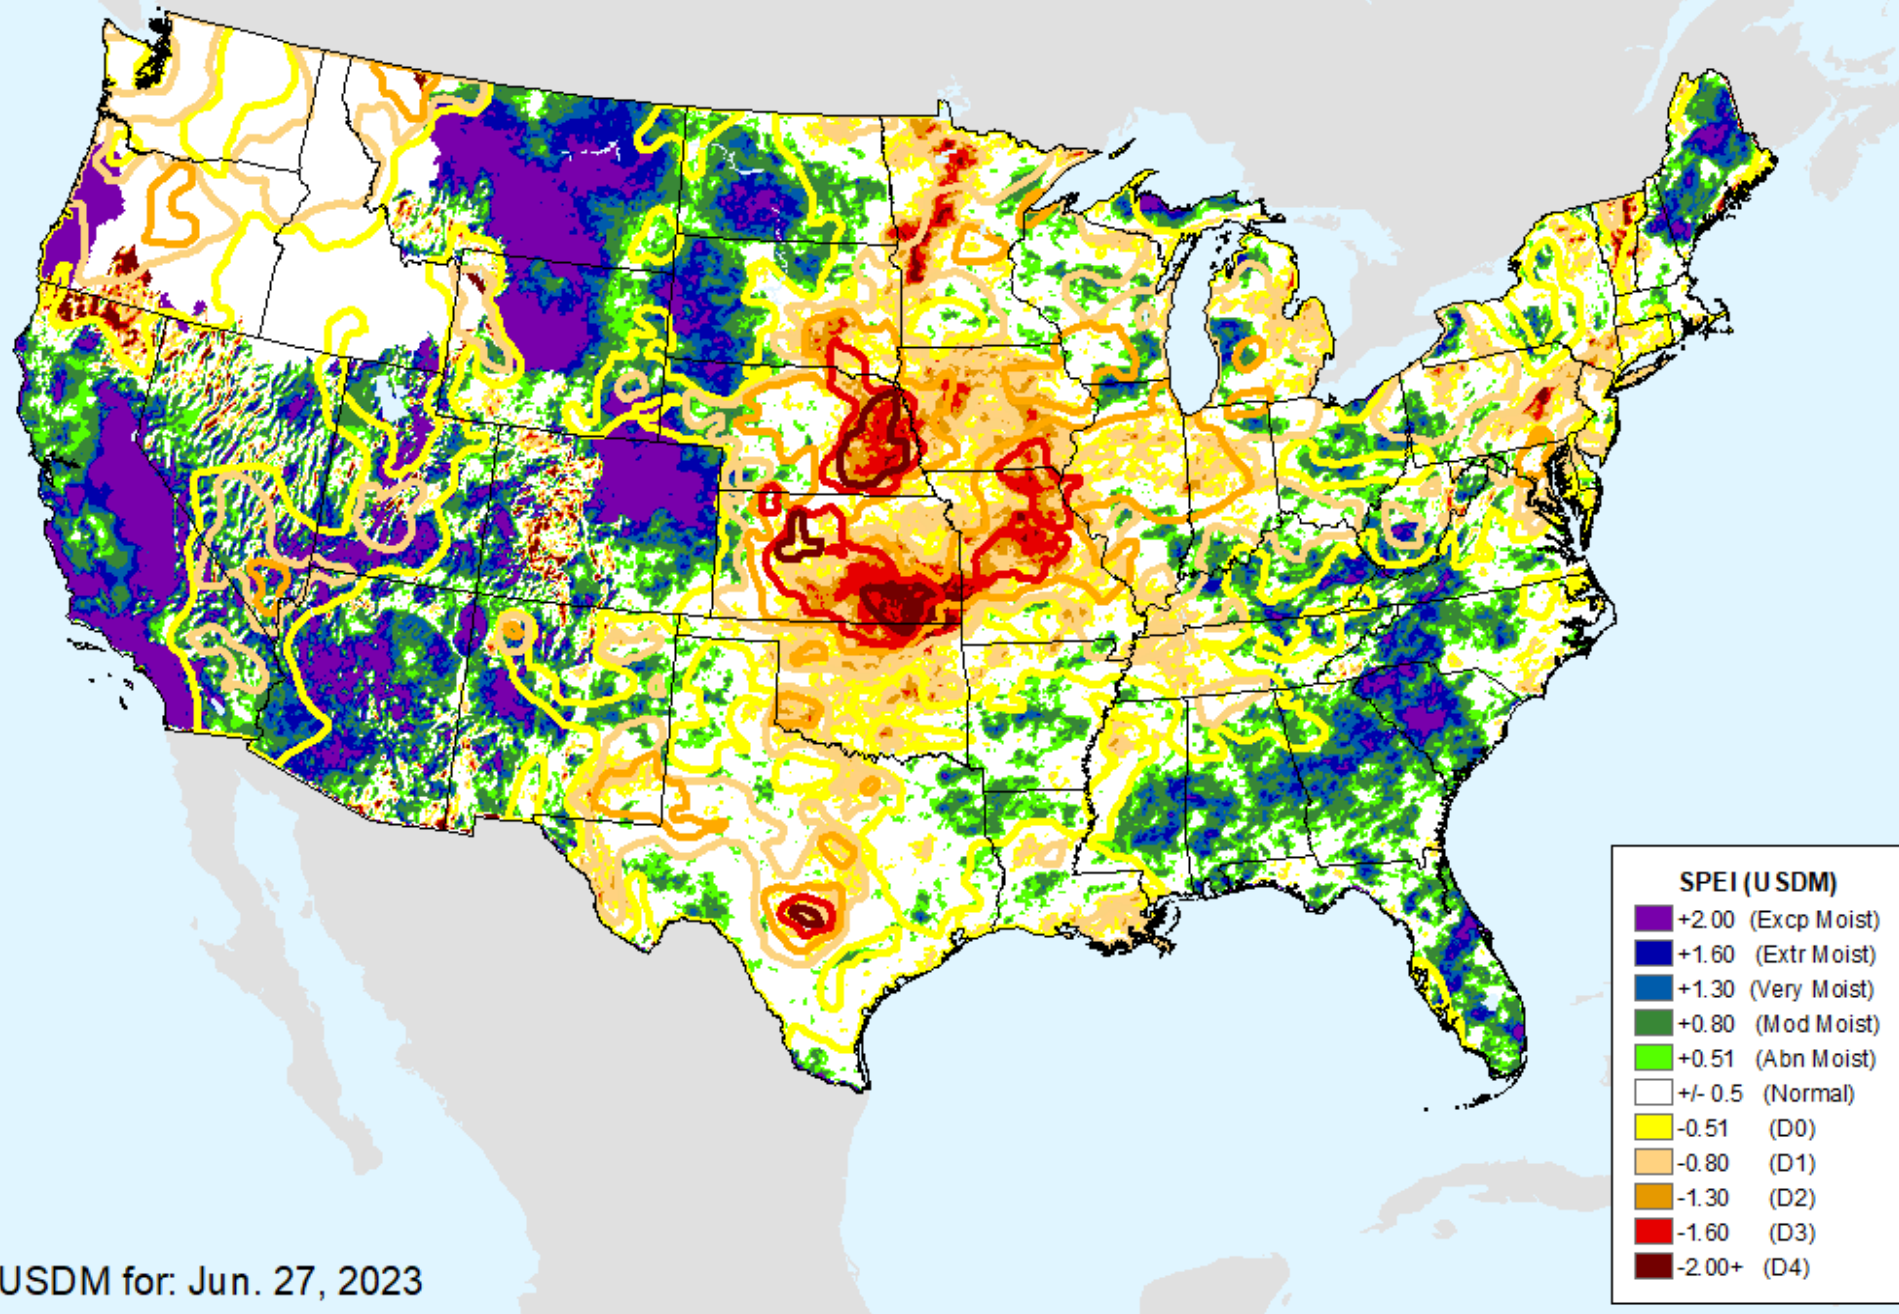 SPEI (USDM)
+2.00 (Excp Moist)
+1.60 (Extr Moist)
+1.30 (Very Moist)
+0.80 (Mod Moist)
+0.51 (Abn Moist)
+/- 0.5 (Normal)
-0.51 (D0)
-0.80 (D1)
-1.30 (D2)
-1.60 (D3)
-2.00+ (D4)
USDM for: Jun. 27, 2023